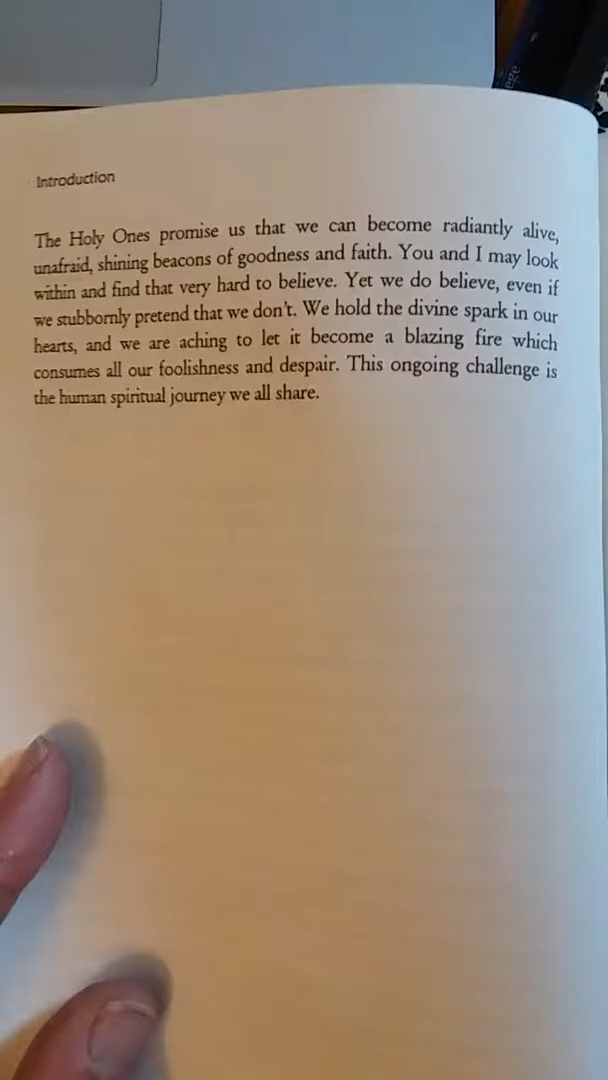 ege
Introduction
The Holy Ones promise us that we can become radiantly alive,
unafraid, shining beacons of goodness and faith. You and I may look
within and find that very hard to believe. Yet we do believe, even if
we stubbornly pretend that we don't. We hold the divine spark in our
hearts, and we are aching to let it become a blazing fire which
consumes all our foolishness and despair. This ongoing challenge is
the human spiritual journey we all share.